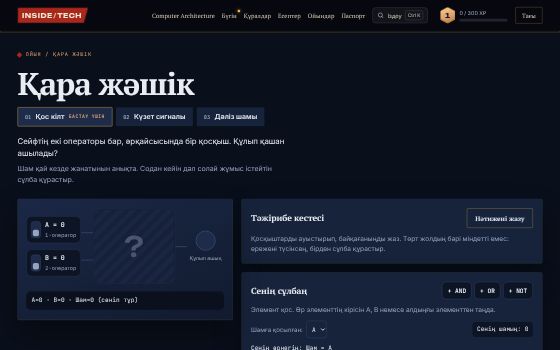 INSIDE/TECH
Computer Architecture Бүгін Құралдар Есептер Ойындар Паспорт Іздеу Ctrl K 1 0 / 300 XP Тағы
ОЙЫН / ҚАРА ЖӘШІК
Қара жәшік
01 Қос кілт БАСТАУ ҮШІН 02 Күзет сигналы 03 Дәліз шамы
Сейфтің екі операторы бар, әрқайсысында бір қосқыш. Құлып қашан
ашылады?
Шам қай кезде жанатынын анықта. Содан кейін дәл солай жұмыс істейтін
сұлба құрастыр.
A = 0
1-оператор
B = 0
2-оператор
?
Құлып ашық
A=0 · B=0 · Шам=0 (сөніп тұр)
Тәжірибе кестесі
Нәтижені жазу
Қосқыштарды ауыстырып, байқағаныңды жаз. Төрт жолдың бәрі міндетті емес:
ережені түсінсең, бірден сұлба құрастыр.
Сенің сұлбаң
+ AND + OR + NOT
Элемент қос. Әр элементтің кірісін A, B немесе алдыңғы элементтен таңда.
Шамға қосылған: A
Сенің шамың: 0
Сенің өрнегің: Шам = A